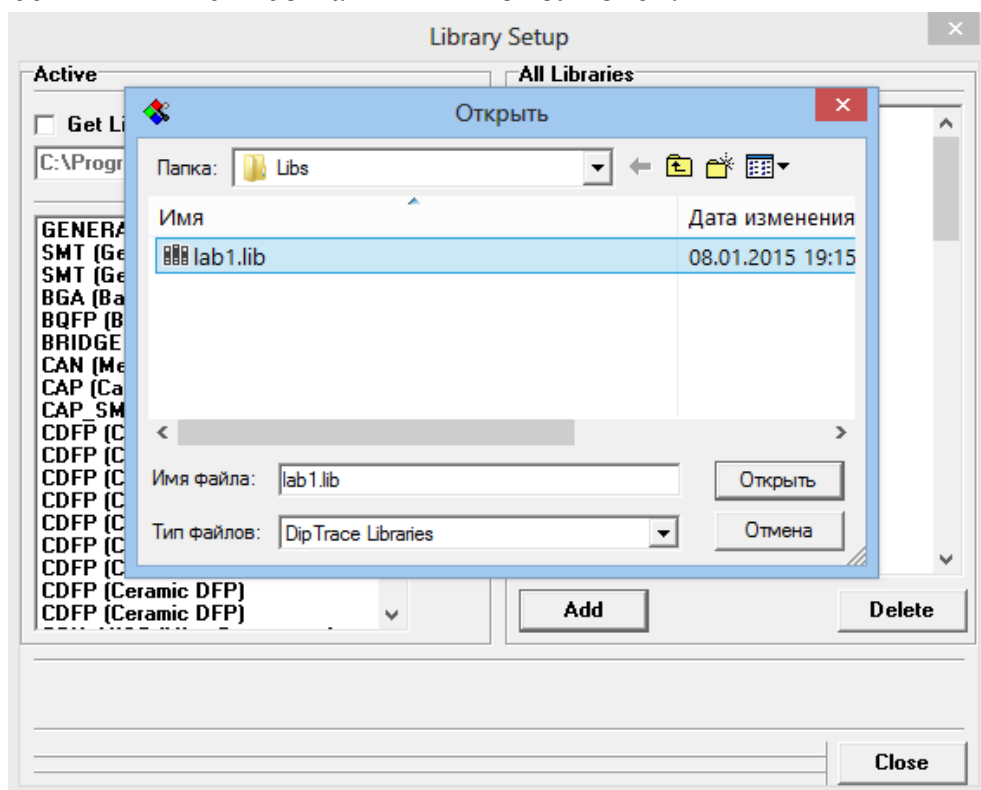 Library Setup
Active
All Libraries
Get Li
C:\Progr
Открыть
Папка:
Libs
Имя
Дата изменения
lab1.lib
08.01.2015 19:15
GENERA
SMT (Ge
SMT (Ge
BGA (Ba
BQFP (B
BRIDGE
CAN (Me
CAP (Ca
CAP_SM
CDFP (C
CDFP (C
CDFP (C
CDFP (C
CDFP (C
CDFP (C
CDFP (C
CDFP (Ceramic DFP)
CDFP (Ceramic DFP)
Имя файла:
lab1.lib
Открыть
Тип файлов:
DipTrace Libraries
Отмена
Add
Delete
Close